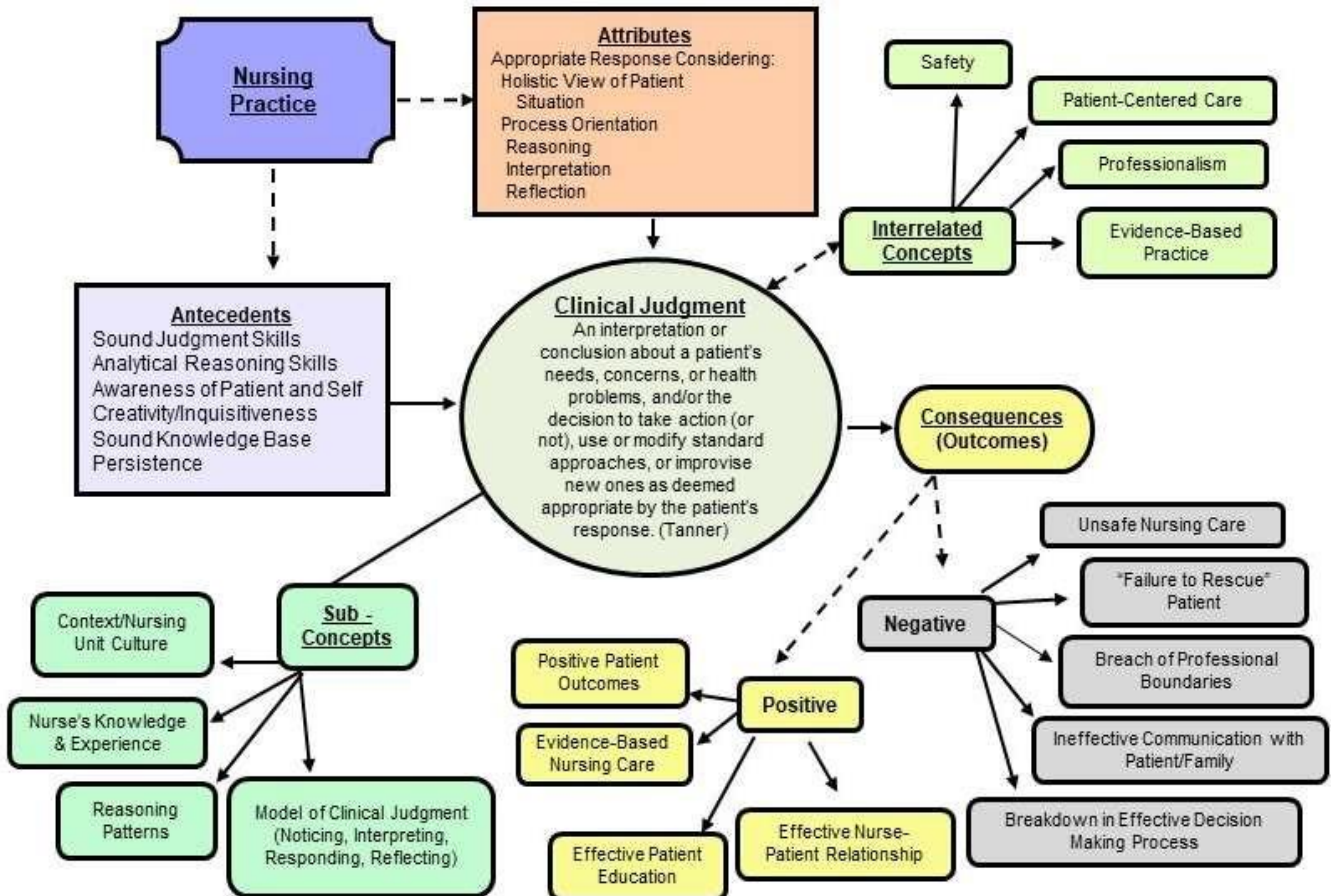 Nursing
Practice
Attributes
Appropriate Response Considering:
Holistic View of Patient
Situation
Process Orientation
Reasoning
Interpretation
Reflection
Safety
Patient-Centered Care
Professionalism
Evidence-Based
Practice
Interrelated
Concepts
Antecedents
Sound Judgment Skills
Analytical Reasoning Skills
Awareness of Patient and Self
Creativity/Inquisitiveness
Sound Knowledge Base
Persistence
Clinical Judgment
An interpretation or
conclusion about a patient's
needs, concerns, or health
problems, and/or the
decision to take action (or
not), use or modify standard
approaches, or improvise
new ones as deemed
appropriate by the patient's
response. (Tanner)
Consequences
(Outcomes)
Sub -
Concepts
Context/Nursing
Unit Culture
Nurse's Knowledge
& Experience
Reasoning
Patterns
Model of Clinical Judgment
(Noticing, Interpreting,
Responding, Reflecting)
Positive
Positive Patient
Outcomes
Evidence-Based
Nursing Care
Effective Patient
Education
Effective Nurse-
Patient Relationship
Negative
Unsafe Nursing Care
"Failure to Rescue"
Patient
Breach of Professional
Boundaries
Ineffective Communication with
Patient/Family
Breakdown in Effective Decision
Making Process